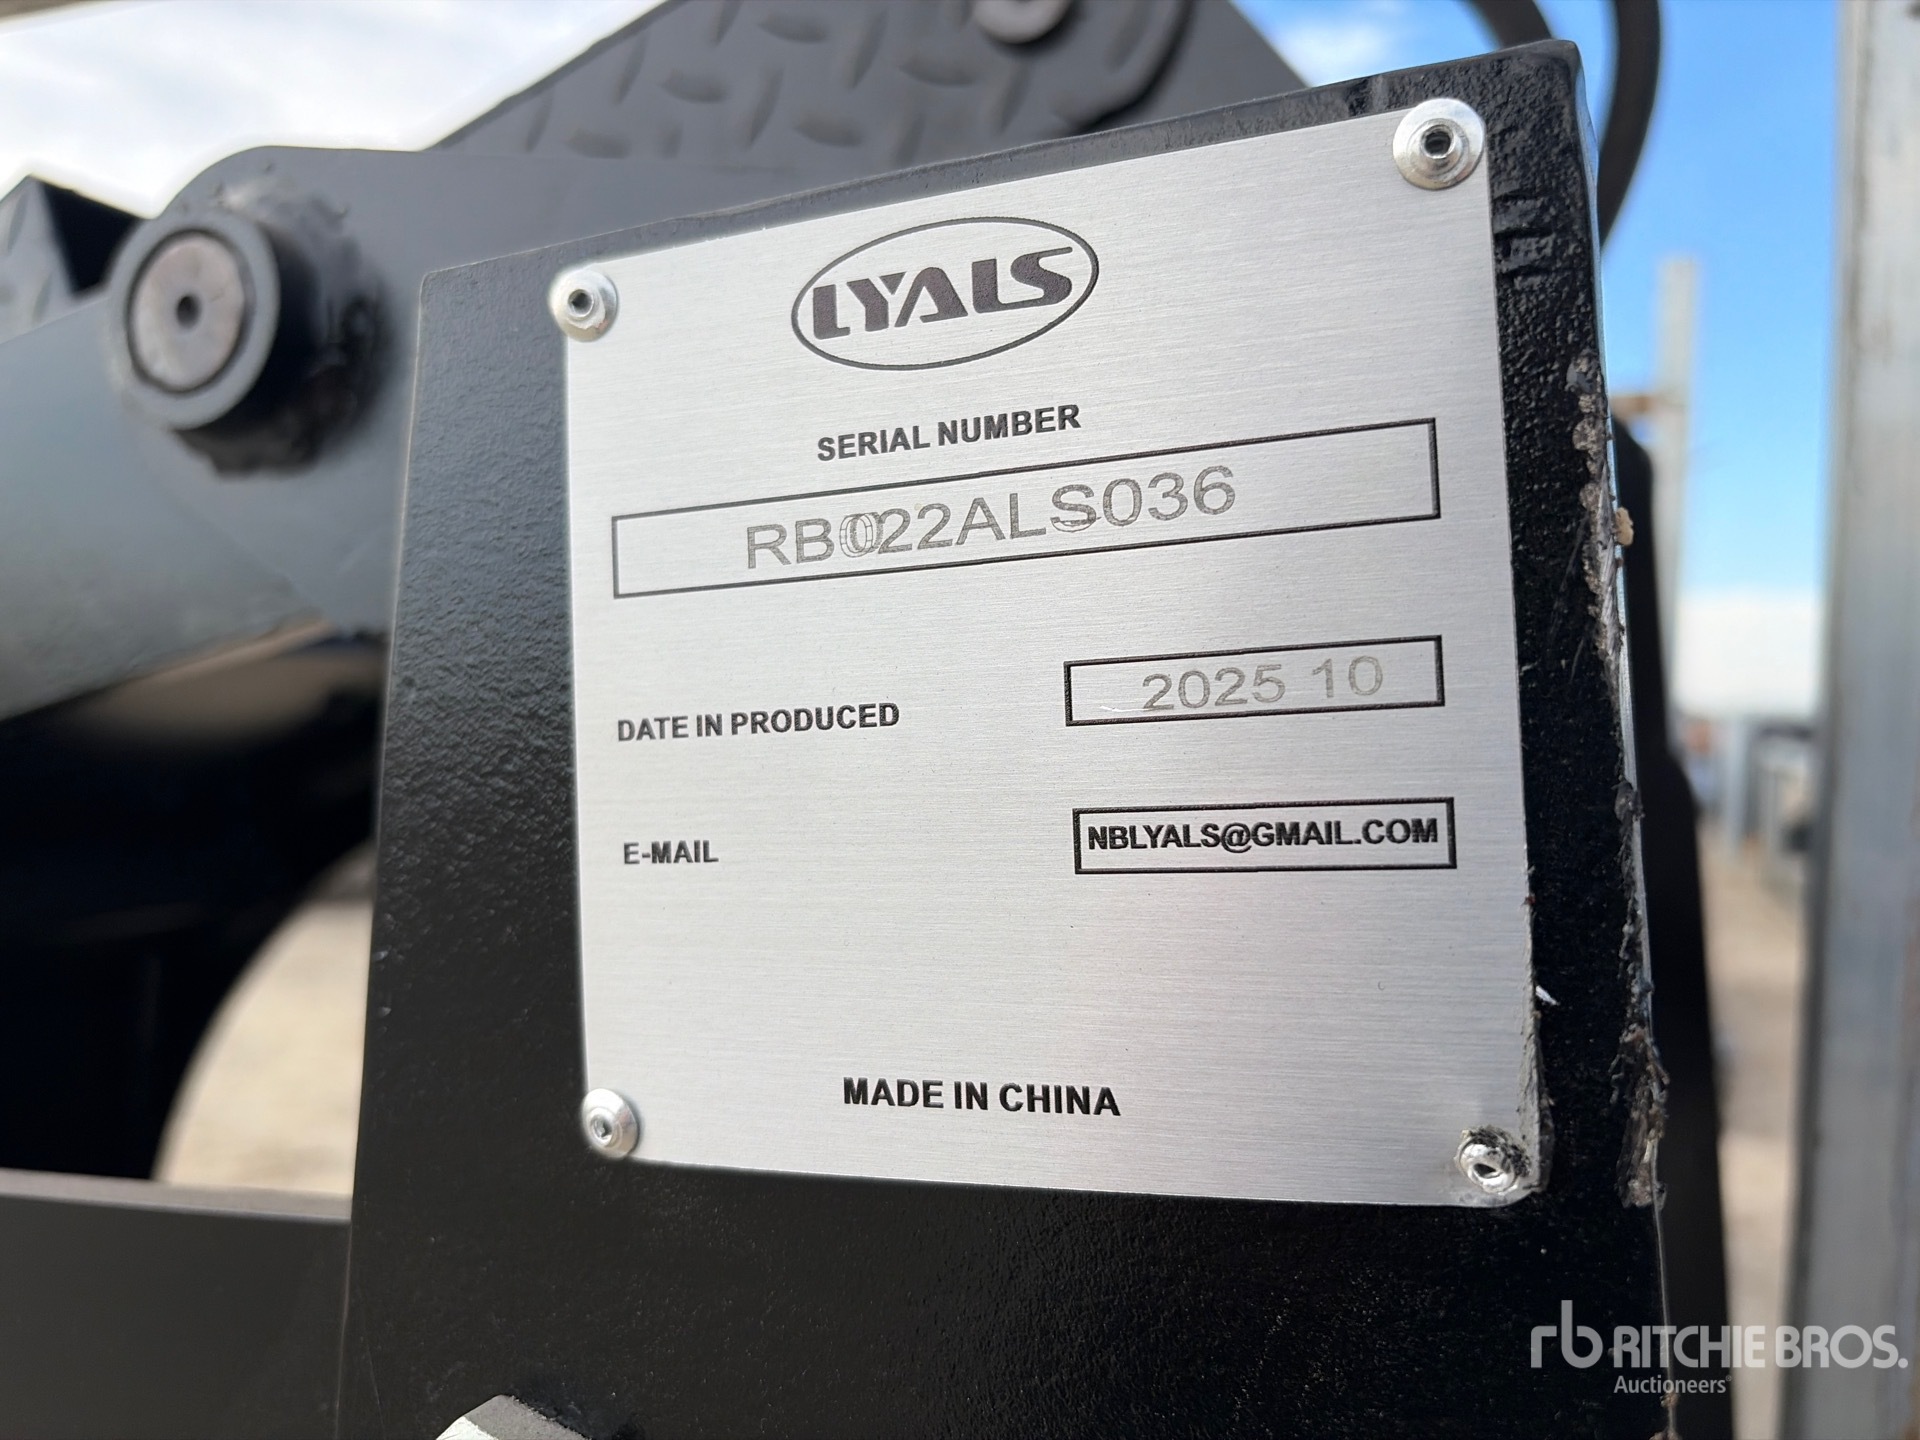 LYALS
SERIAL NUMBER
RB022ALS036
DATE IN PRODUCED
2025 10
E-MAIL
NBLYALS@GMAIL.COM
MADE IN CHINA
rb RITCHIE BROS.
Auctioneers